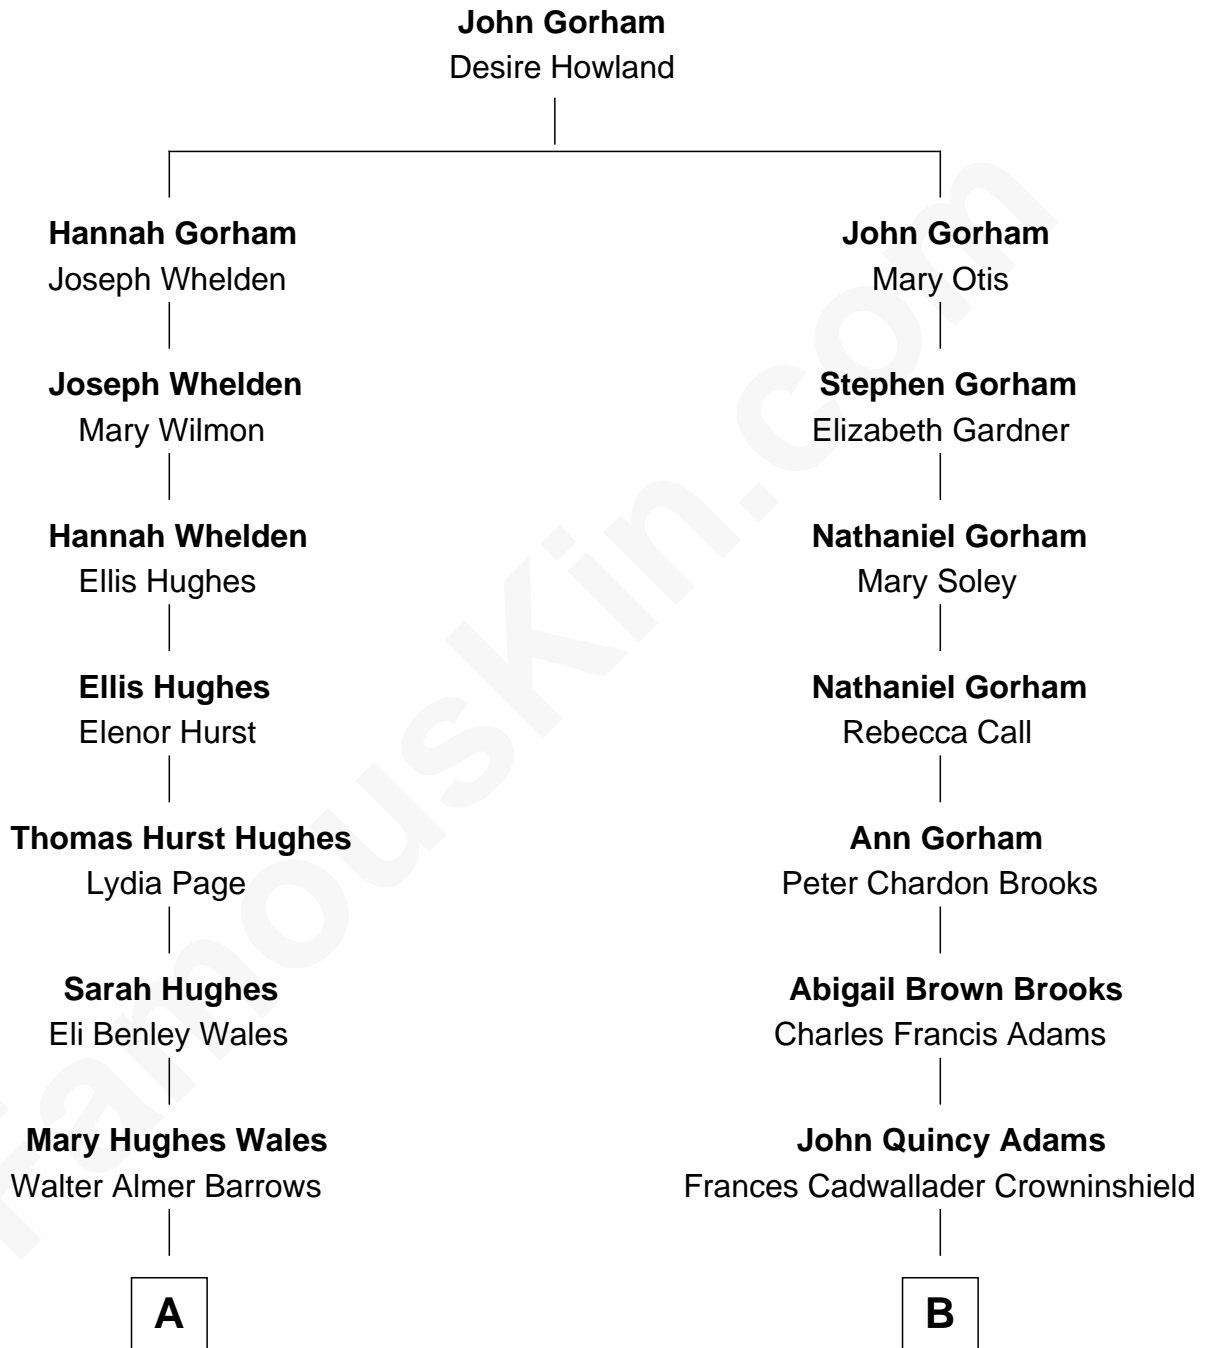 John Gorham
Desire Howland
Hannah Gorham
Joseph Whelden
John Gorham
Mary Otis
Joseph Whelden
Mary Wilmon
Stephen Gorham
Elizabeth Gardner
Hannah Whelden
Ellis Hughes
Nathaniel Gorham
Mary Soley
Ellis Hughes
Elenor Hurst
Nathaniel Gorham
Rebecca Call
Thomas Hurst Hughes
Lydia Page
Ann Gorham
Peter Chardon Brooks
Sarah Hughes
Eli Benley Wales
Abigail Brown Brooks
Charles Francis Adams
Mary Hughes Wales
Walter Almer Barrows
John Quincy Adams
Frances Cadwallader Crowninshield
A
B
FamousKin.com